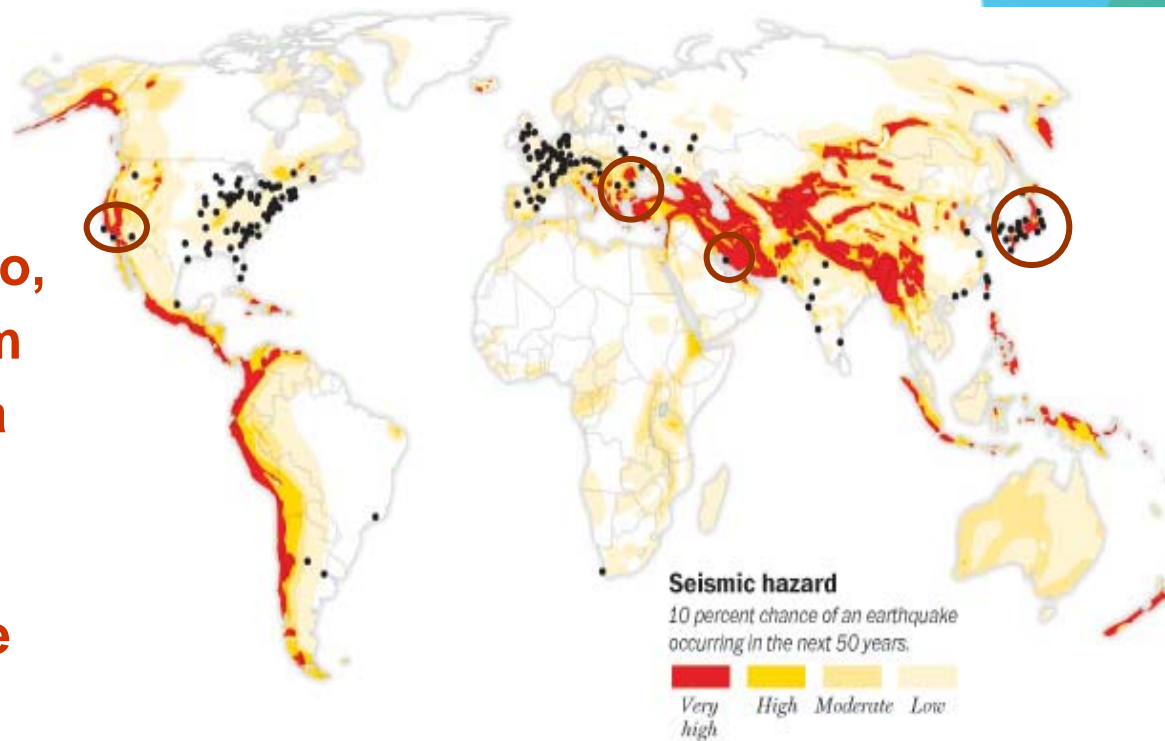 o,
m
a
e
Seismic hazard
10 percent chance of an earthquake
occurring in the next 50 years.
Very high
High
Moderate
Low